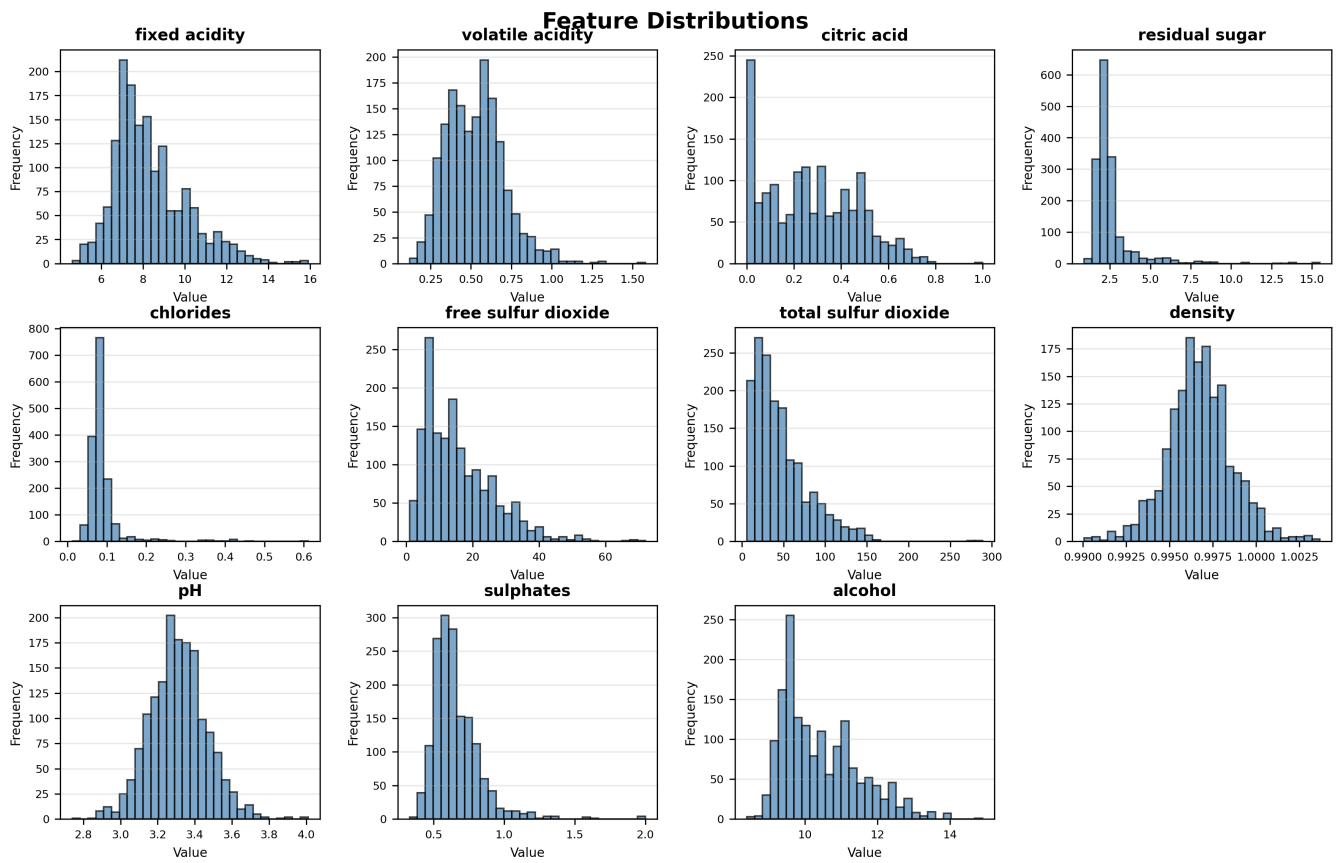 Feature Distributions
fixed acidity
volatile acidity
citric acid
residual sugar
200
175
150
125
100
75
50
25
0
Frequency
6 8 10 12 14 16
Value
200
175
150
125
100
75
50
25
0
Frequency
0.25 0.50 0.75 1.00 1.25 1.50
Value
250
200
150
100
50
0
Frequency
0.0 0.2 0.4 0.6 0.8 1.0
Value
600
500
400
300
200
100
0
Frequency
2.5 5.0 7.5 10.0 12.5 15.0
Value
chlorides
free sulfur dioxide
total sulfur dioxide
density
800
700
600
500
400
300
200
100
0
Frequency
0.0 0.1 0.2 0.3 0.4 0.5 0.6
Value
250
200
150
100
50
0
Frequency
0 20 40 60
Value
250
200
150
100
50
0
Frequency
0 50 100 150 200 250 300
Value
175
150
125
100
75
50
25
0
Frequency
0.9900 0.9925 0.9950 0.9975 1.0000 1.0025
Value
pH
sulphates
alcohol
200
175
150
125
100
75
50
25
0
Frequency
2.8 3.0 3.2 3.4 3.6 3.8 4.0
Value
300
250
200
150
100
50
0
Frequency
0.5 1.0 1.5 2.0
Value
250
200
150
100
50
0
Frequency
10 12 14
Value